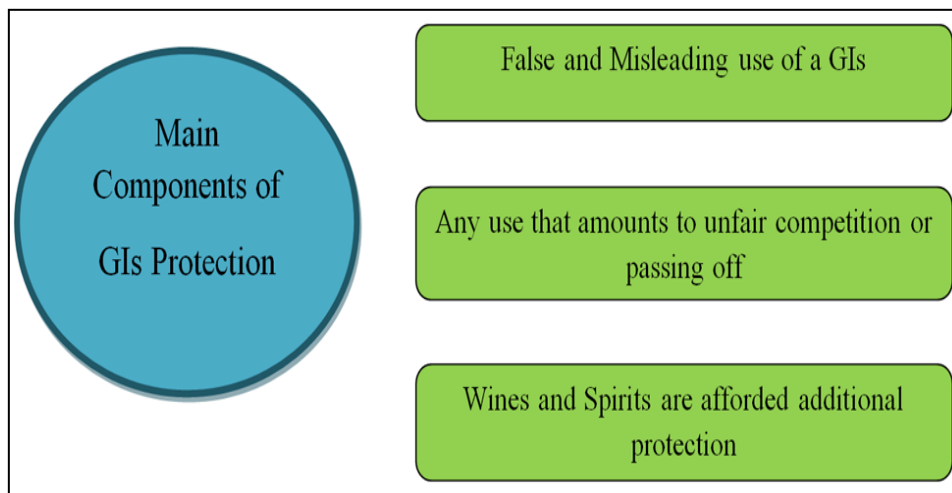 Main
Components of
GIs Protection
False and Misleading use of a GIs
Any use that amounts to unfair competition or
passing off
Wines and Spirits are afforded additional
protection